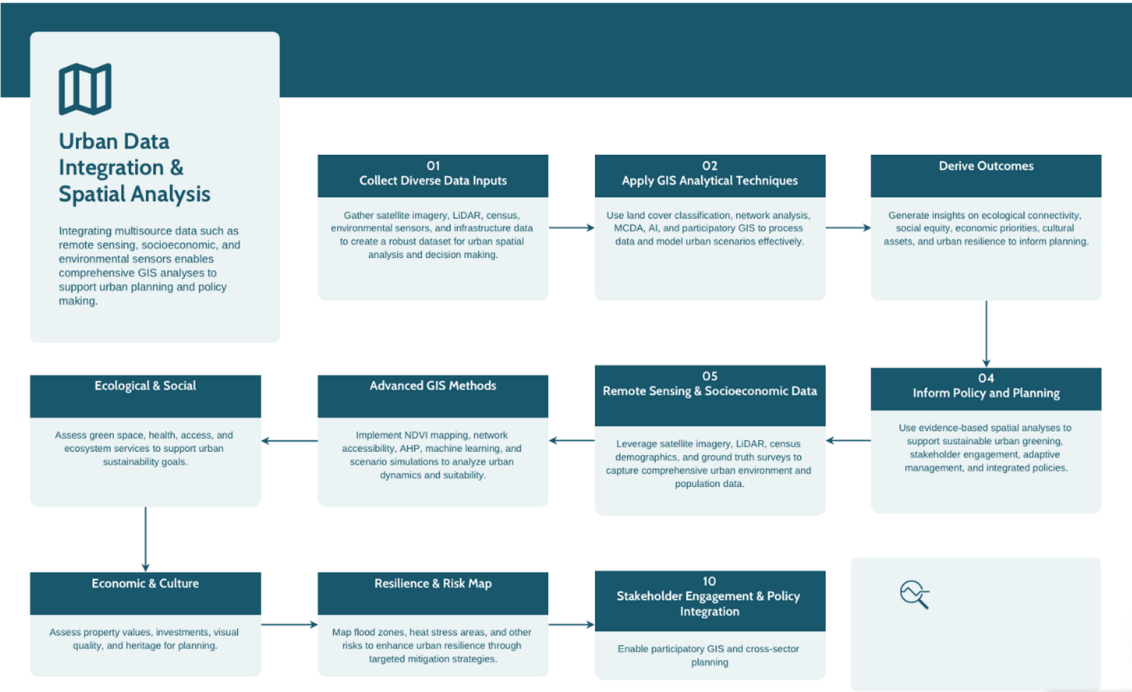 Urban Data
Integration &
Spatial Analysis
Integrating multisource data such as
remote sensing, socioeconomic, and
environmental sensors enables
comprehensive GIS analyses to
support urban planning and policy
making.
01
Collect Diverse Data Inputs
Gather satellite imagery, LiDAR, census,
environmental sensors, and infrastructure data
to create a robust dataset for urban spatial
analysis and decision making.
02
Apply GIS Analytical Techniques
Use land cover classification, network analysis,
MCDA, AI, and participatory GIS to process
data and model urban scenarios effectively.
Derive Outcomes
Generate insights on ecological connectivity,
social equity, economic priorities, cultural
assets, and urban resilience to inform planning.
04
Inform Policy and Planning
Use evidence-based spatial analyses to
support sustainable urban greening,
stakeholder engagement, adaptive
management, and integrated policies.
05
Remote Sensing & Socioeconomic Data
Leverage satellite imagery, LiDAR, census
demographics, and ground truth surveys to
capture comprehensive urban environment and
population data.
Advanced GIS Methods
Implement NDVI mapping, network
accessibility, AHP, machine learning, and
scenario simulations to analyze urban
dynamics and suitability.
Ecological & Social
Assess green space, health, access, and
ecosystem services to support urban
sustainability goals.
Economic & Culture
Assess property values, investments, visual
quality, and heritage for planning.
Resilience & Risk Map
Map flood zones, heat stress areas, and other
risks to enhance urban resilience through
targeted mitigation strategies.
10
Stakeholder Engagement & Policy
Integration
Enable participatory GIS and cross-sector
planning